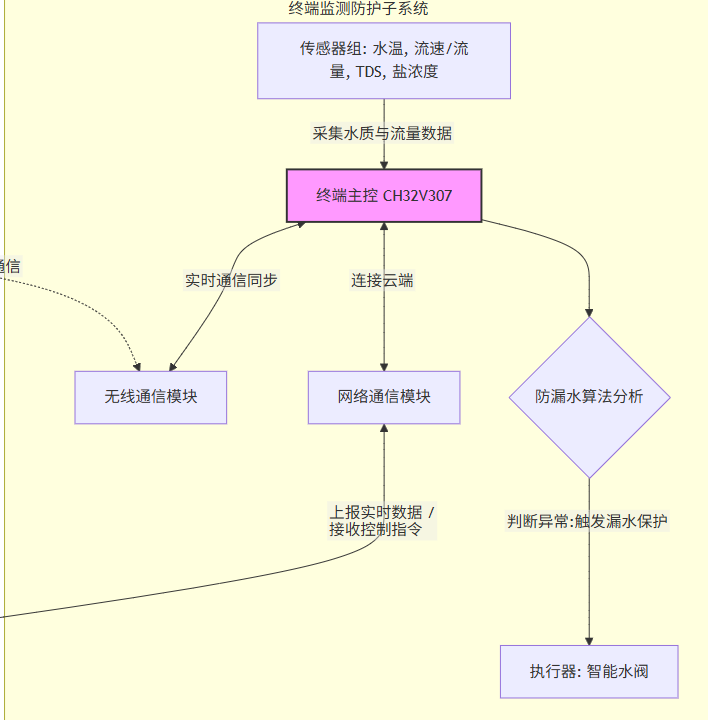 终端监测防护子系统
传感器组: 水温, 流速/流
量, TDS, 盐浓度
采集水质与流量数据
终端主控 CH32V307
通信
实时通信同步
连接云端
无线通信模块
网络通信模块
防漏水算法分析
上报实时数据 /
接收控制指令
判断异常:触发漏水保护
执行器: 智能水阀